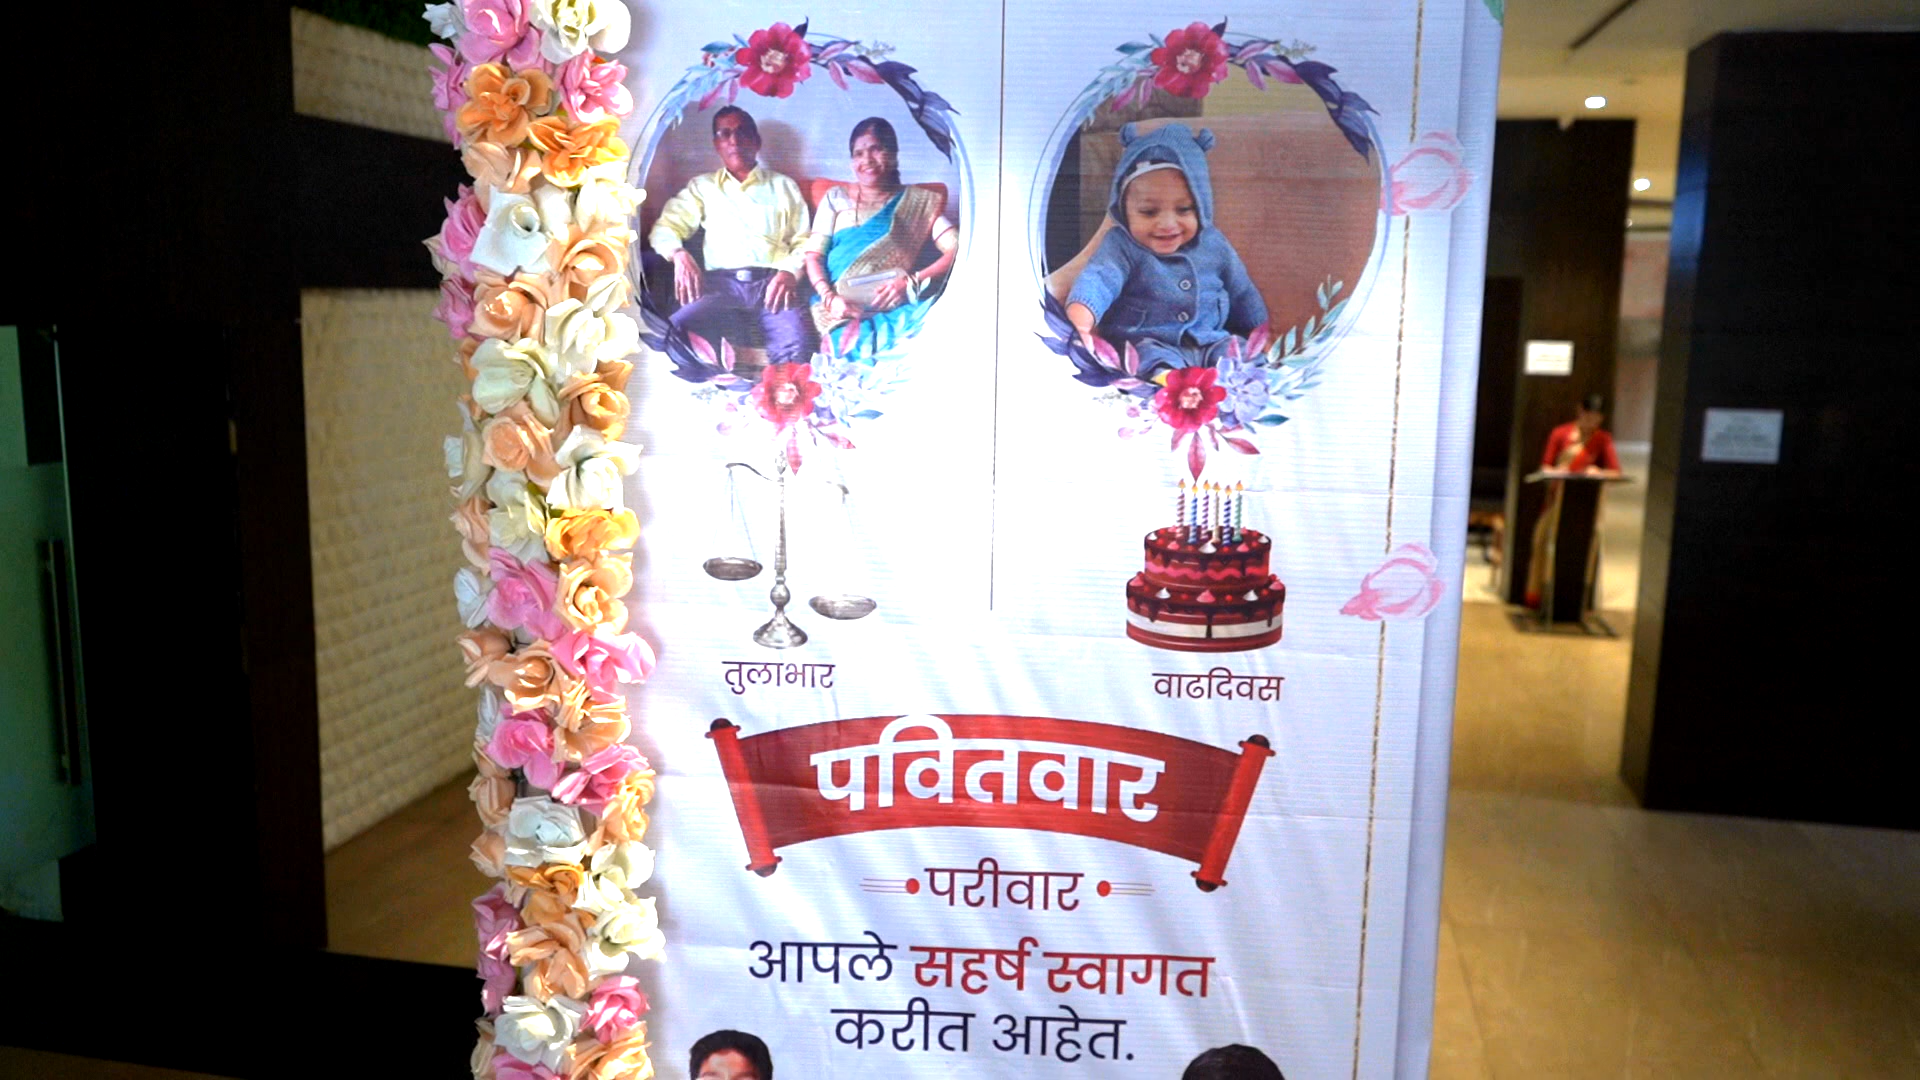 तुलाभार
वाढदिवस
पवितवार
परीवार
आपले सहर्ष स्वागत
करीत आहेत.